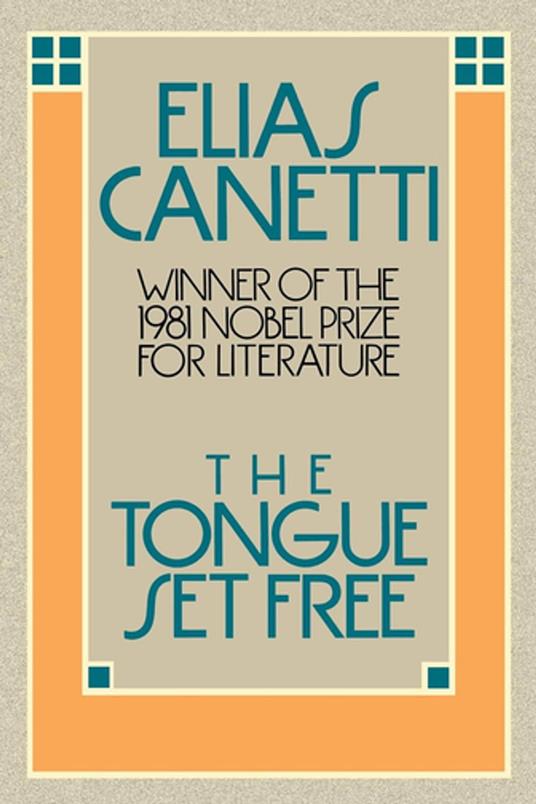 ELIAS
CANETTI
WINNER OF THE
1981 NOBEL PRIZE
FOR LITERATURE
THE
TONGUE
SET FREE